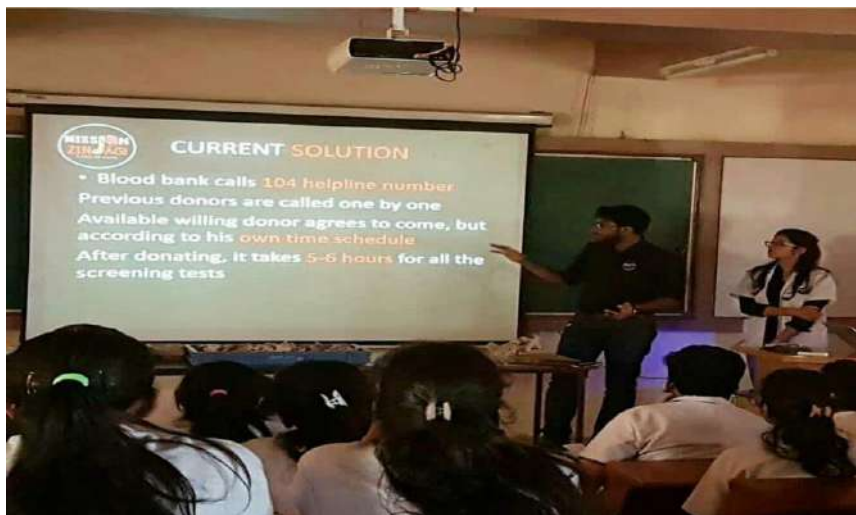 CURRENT SOLUTION
• Blood bank calls 104 helpline number
Previous donors are called one by one
Available willing donor agrees to come, but
according to his own time schedule
After donating, it takes 5-6 hours for all the
screening tests